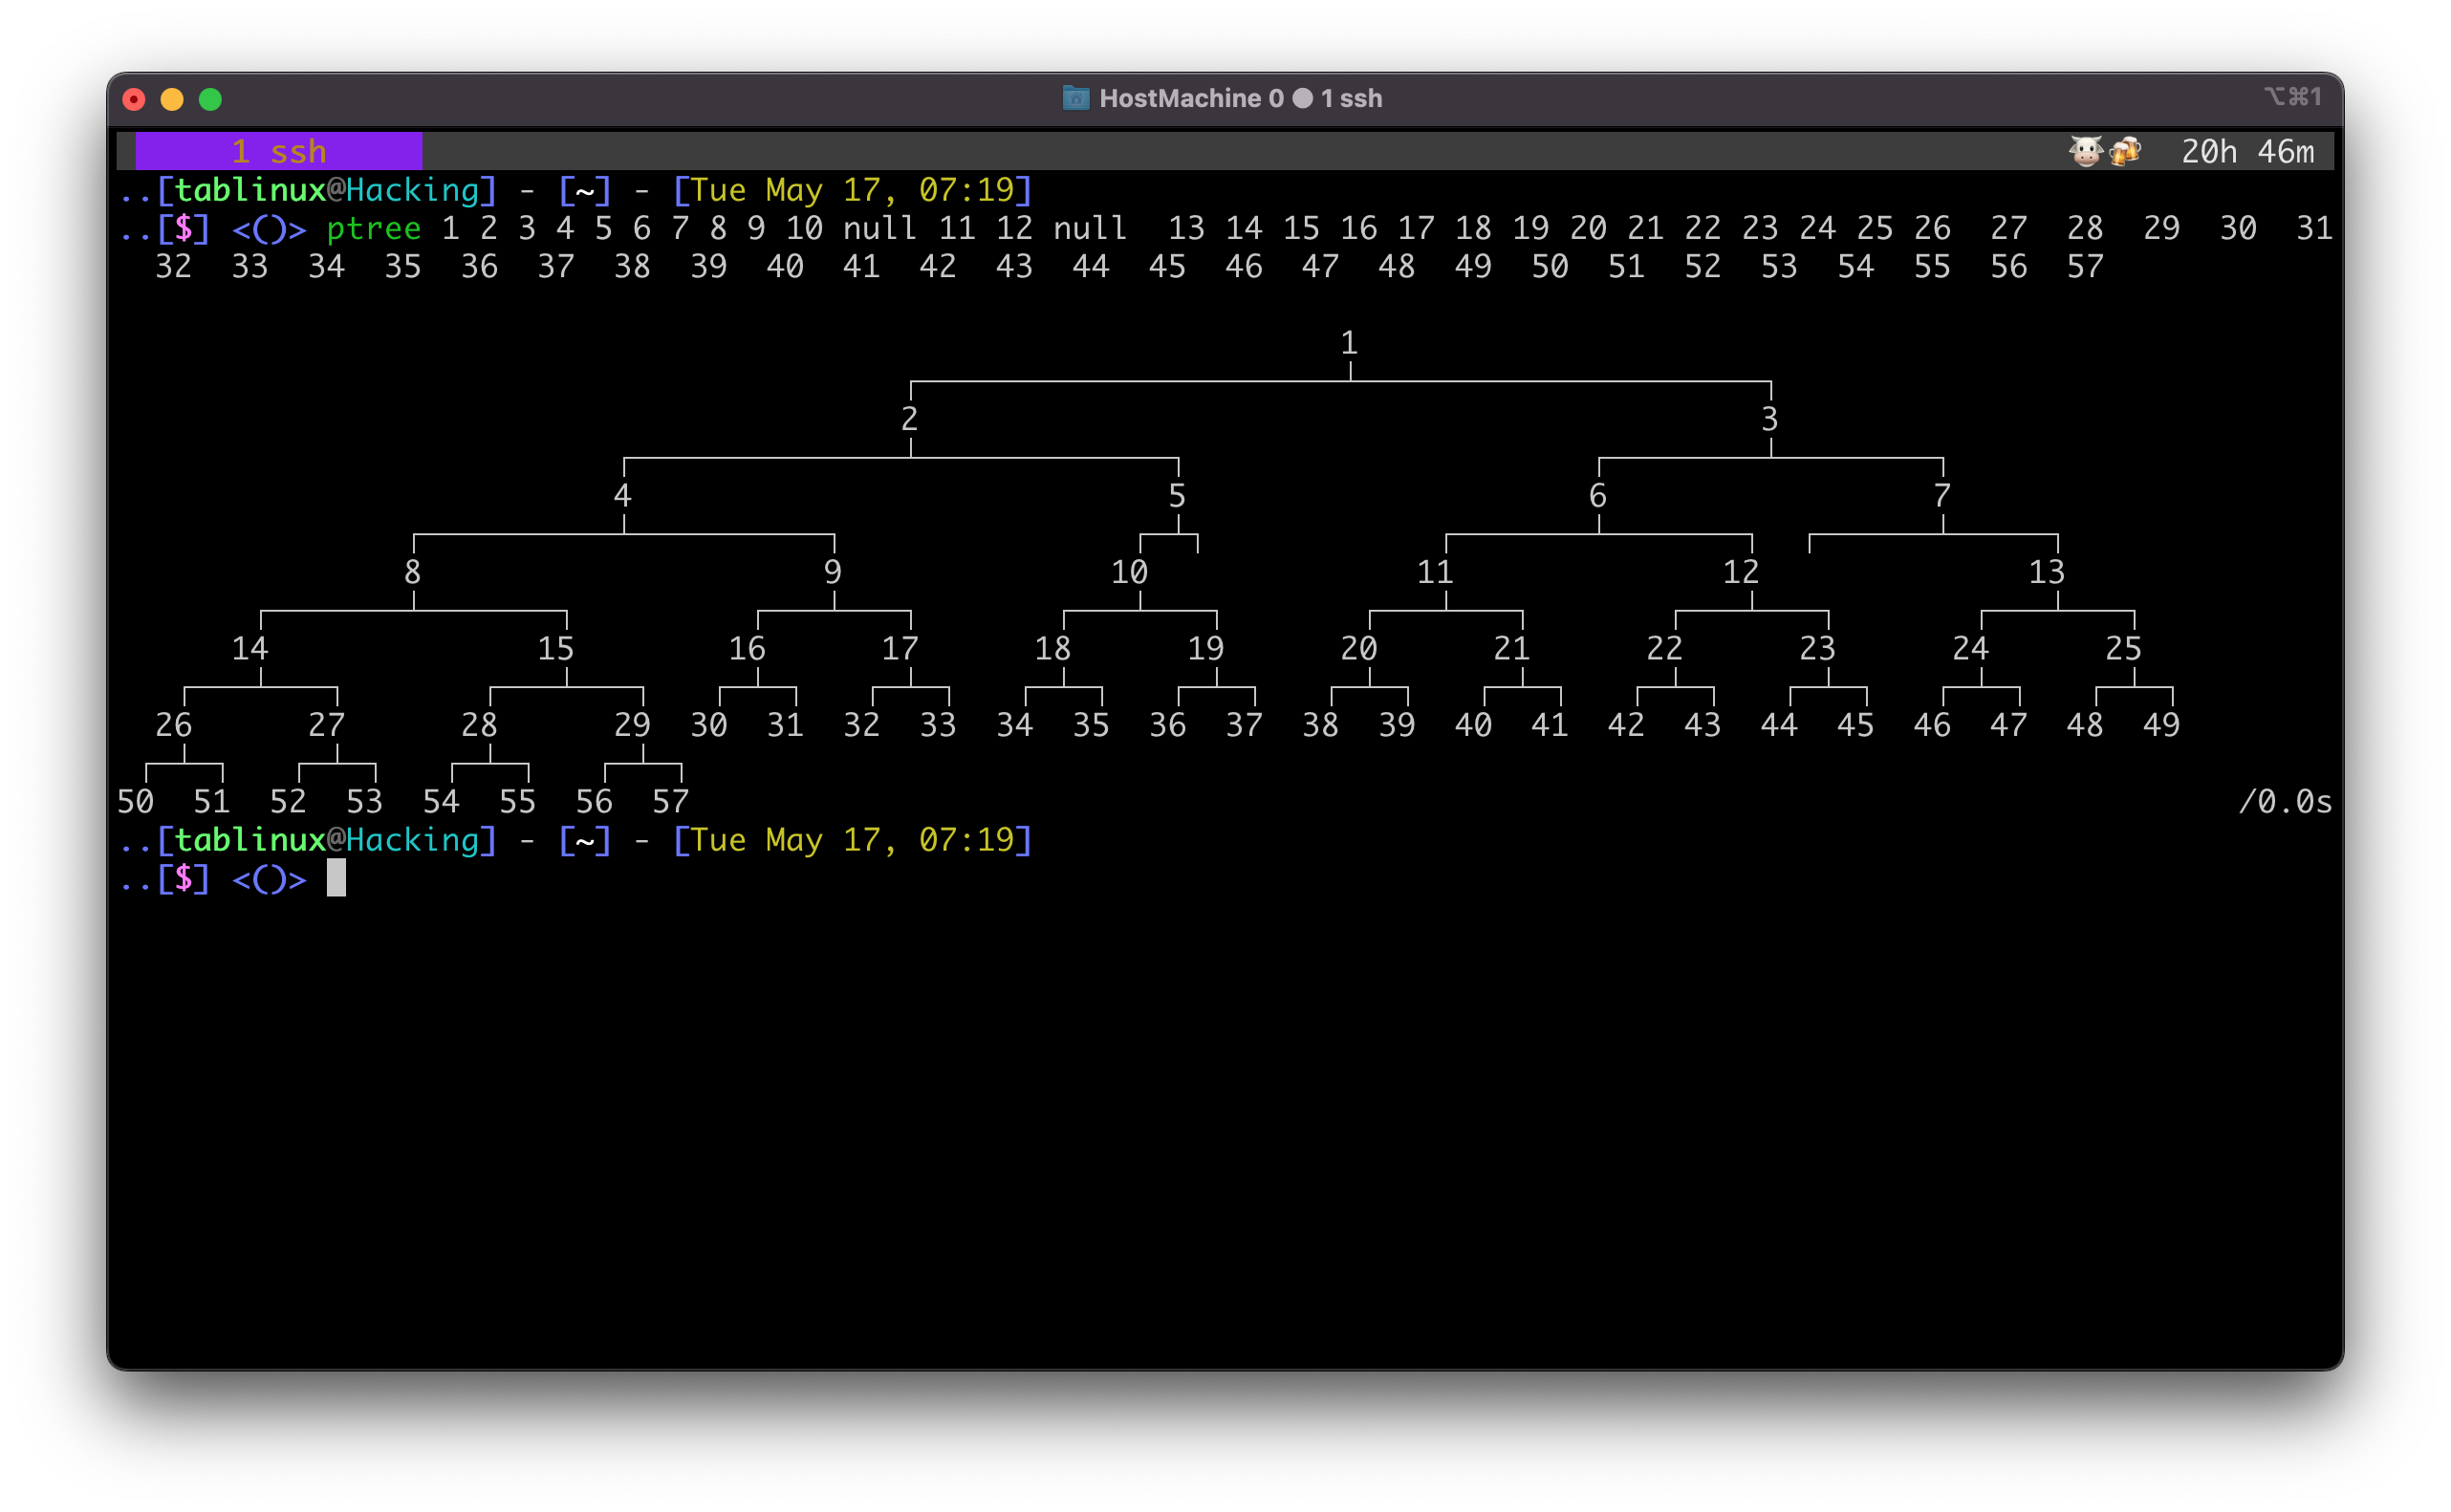 HostMachine 0 ● 1 ssh ⌥⌘1
1 ssh 🐮🍻 20h 46m
..[tablinux@Hacking] - [~] - [Tue May 17, 07:19]
..[$] <()> ptree 1 2 3 4 5 6 7 8 9 10 null 11 12 null  13 14 15 16 17 18 19 20 21 22 23 24 25 26  27  28  29  30  31
32  33  34  35  36  37  38  39  40  41  42  43  44  45  46  47  48  49  50  51  52  53  54  55  56  57
1
2 3
4 5 6 7
8 9 10 11 12 13
14 15 16 17 18 19 20 21 22 23 24 25
26 27 28 29 30 31 32 33 34 35 36 37 38 39 40 41 42 43 44 45 46 47 48 49
50 51 52 53 54 55 56 57 /0.0s
..[tablinux@Hacking] - [~] - [Tue May 17, 07:19]
..[$] <()>